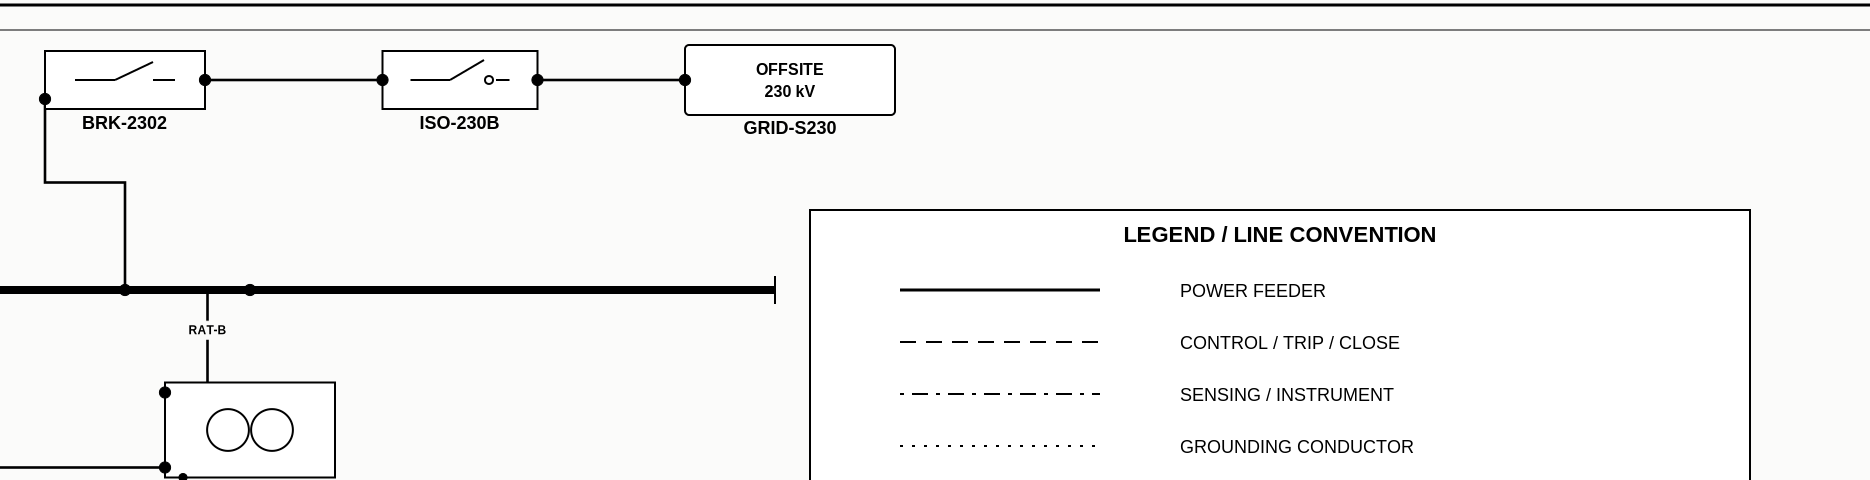 OFFSITE
230 kV
BRK-2302
ISO-230B
GRID-S230
RAT-B
LEGEND / LINE CONVENTION
POWER FEEDER
CONTROL / TRIP / CLOSE
SENSING / INSTRUMENT
GROUNDING CONDUCTOR